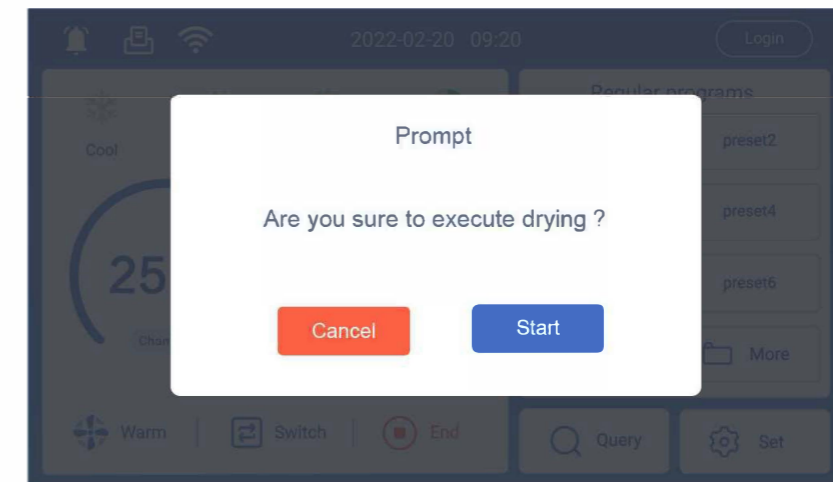 2022-02-20 09:20
Login
Regular programs
Cool
Prompt
preset2
Are you sure to execute drying ?
preset4
25
preset6
Cancel
Start
More
Warm
Switch
End
Query
Set